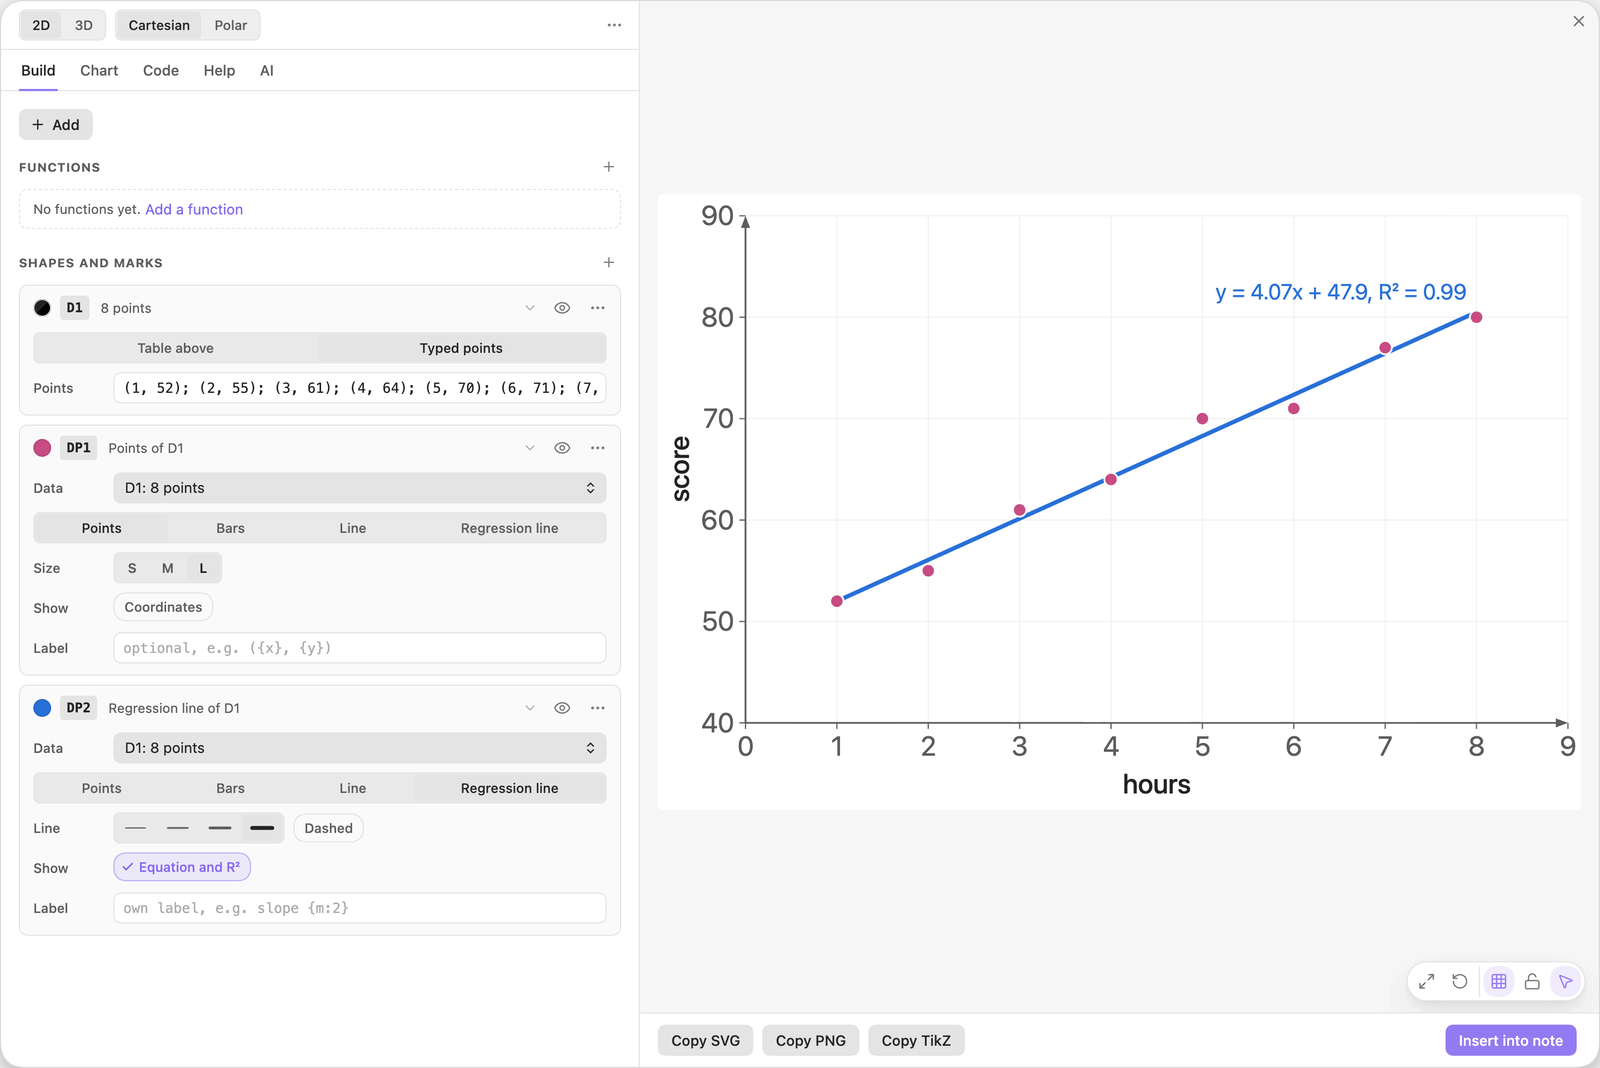 2D 3D Cartesian Polar
Build Chart Code Help AI
+ Add
FUNCTIONS
No functions yet. Add a function
SHAPES AND MARKS
D1 8 points
Table above Typed points
Points (1, 52); (2, 55); (3, 61); (4, 64); (5, 70); (6, 71); (7,
DP1 Points of D1
Data D1: 8 points
Points Bars Line Regression line
Size S M L
Show Coordinates
Label optional, e.g. ({x}, {y})
DP2 Regression line of D1
Data D1: 8 points
Points Bars Line Regression line
Line Dashed
Show Equation and R²
Label own label, e.g. slope {m:2}
90
y = 4.07x + 47.9, R² = 0.99
80
70
score
60
50
40
0 1 2 3 4 5 6 7 8 9
hours
Copy SVG Copy PNG Copy TikZ Insert into note